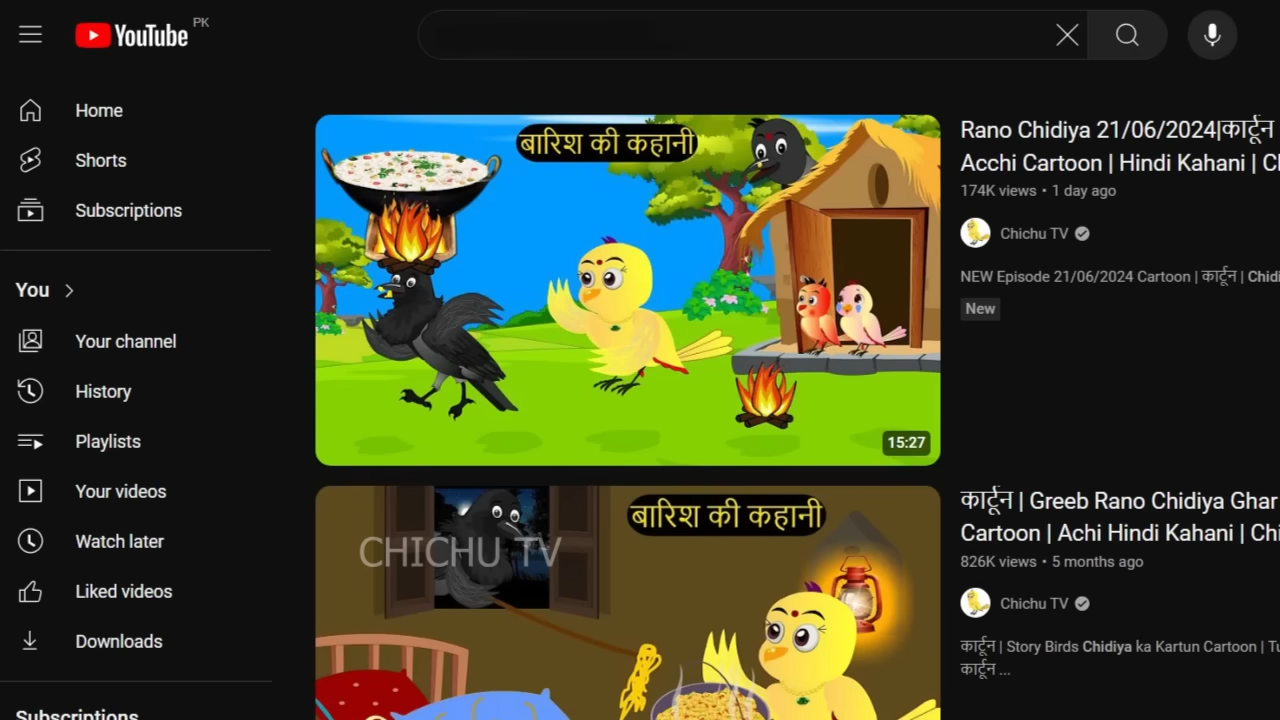 YouTube PK
Home
Shorts
Subscriptions
You
Your channel
History
Playlists
Your videos
Watch later
Liked videos
Downloads
Subscriptions
बारिश की कहानी
15:27
Rano Chidiya 21/06/2024|कार्टून
Acchi Cartoon | Hindi Kahani |
174K views • 1 day ago
Chichu TV
NEW Episode 21/06/2024 Cartoon | कार्टून |
New
बारिश की कहानी
CHICHU TV
कार्टून | Greeb Rano Chidiya Ghar
Cartoon | Achi Hindi Kahani |
826K views • 5 months ago
Chichu TV
कार्टून | Story Birds Chidiya ka Kartun Cartoon |
कार्टून ...